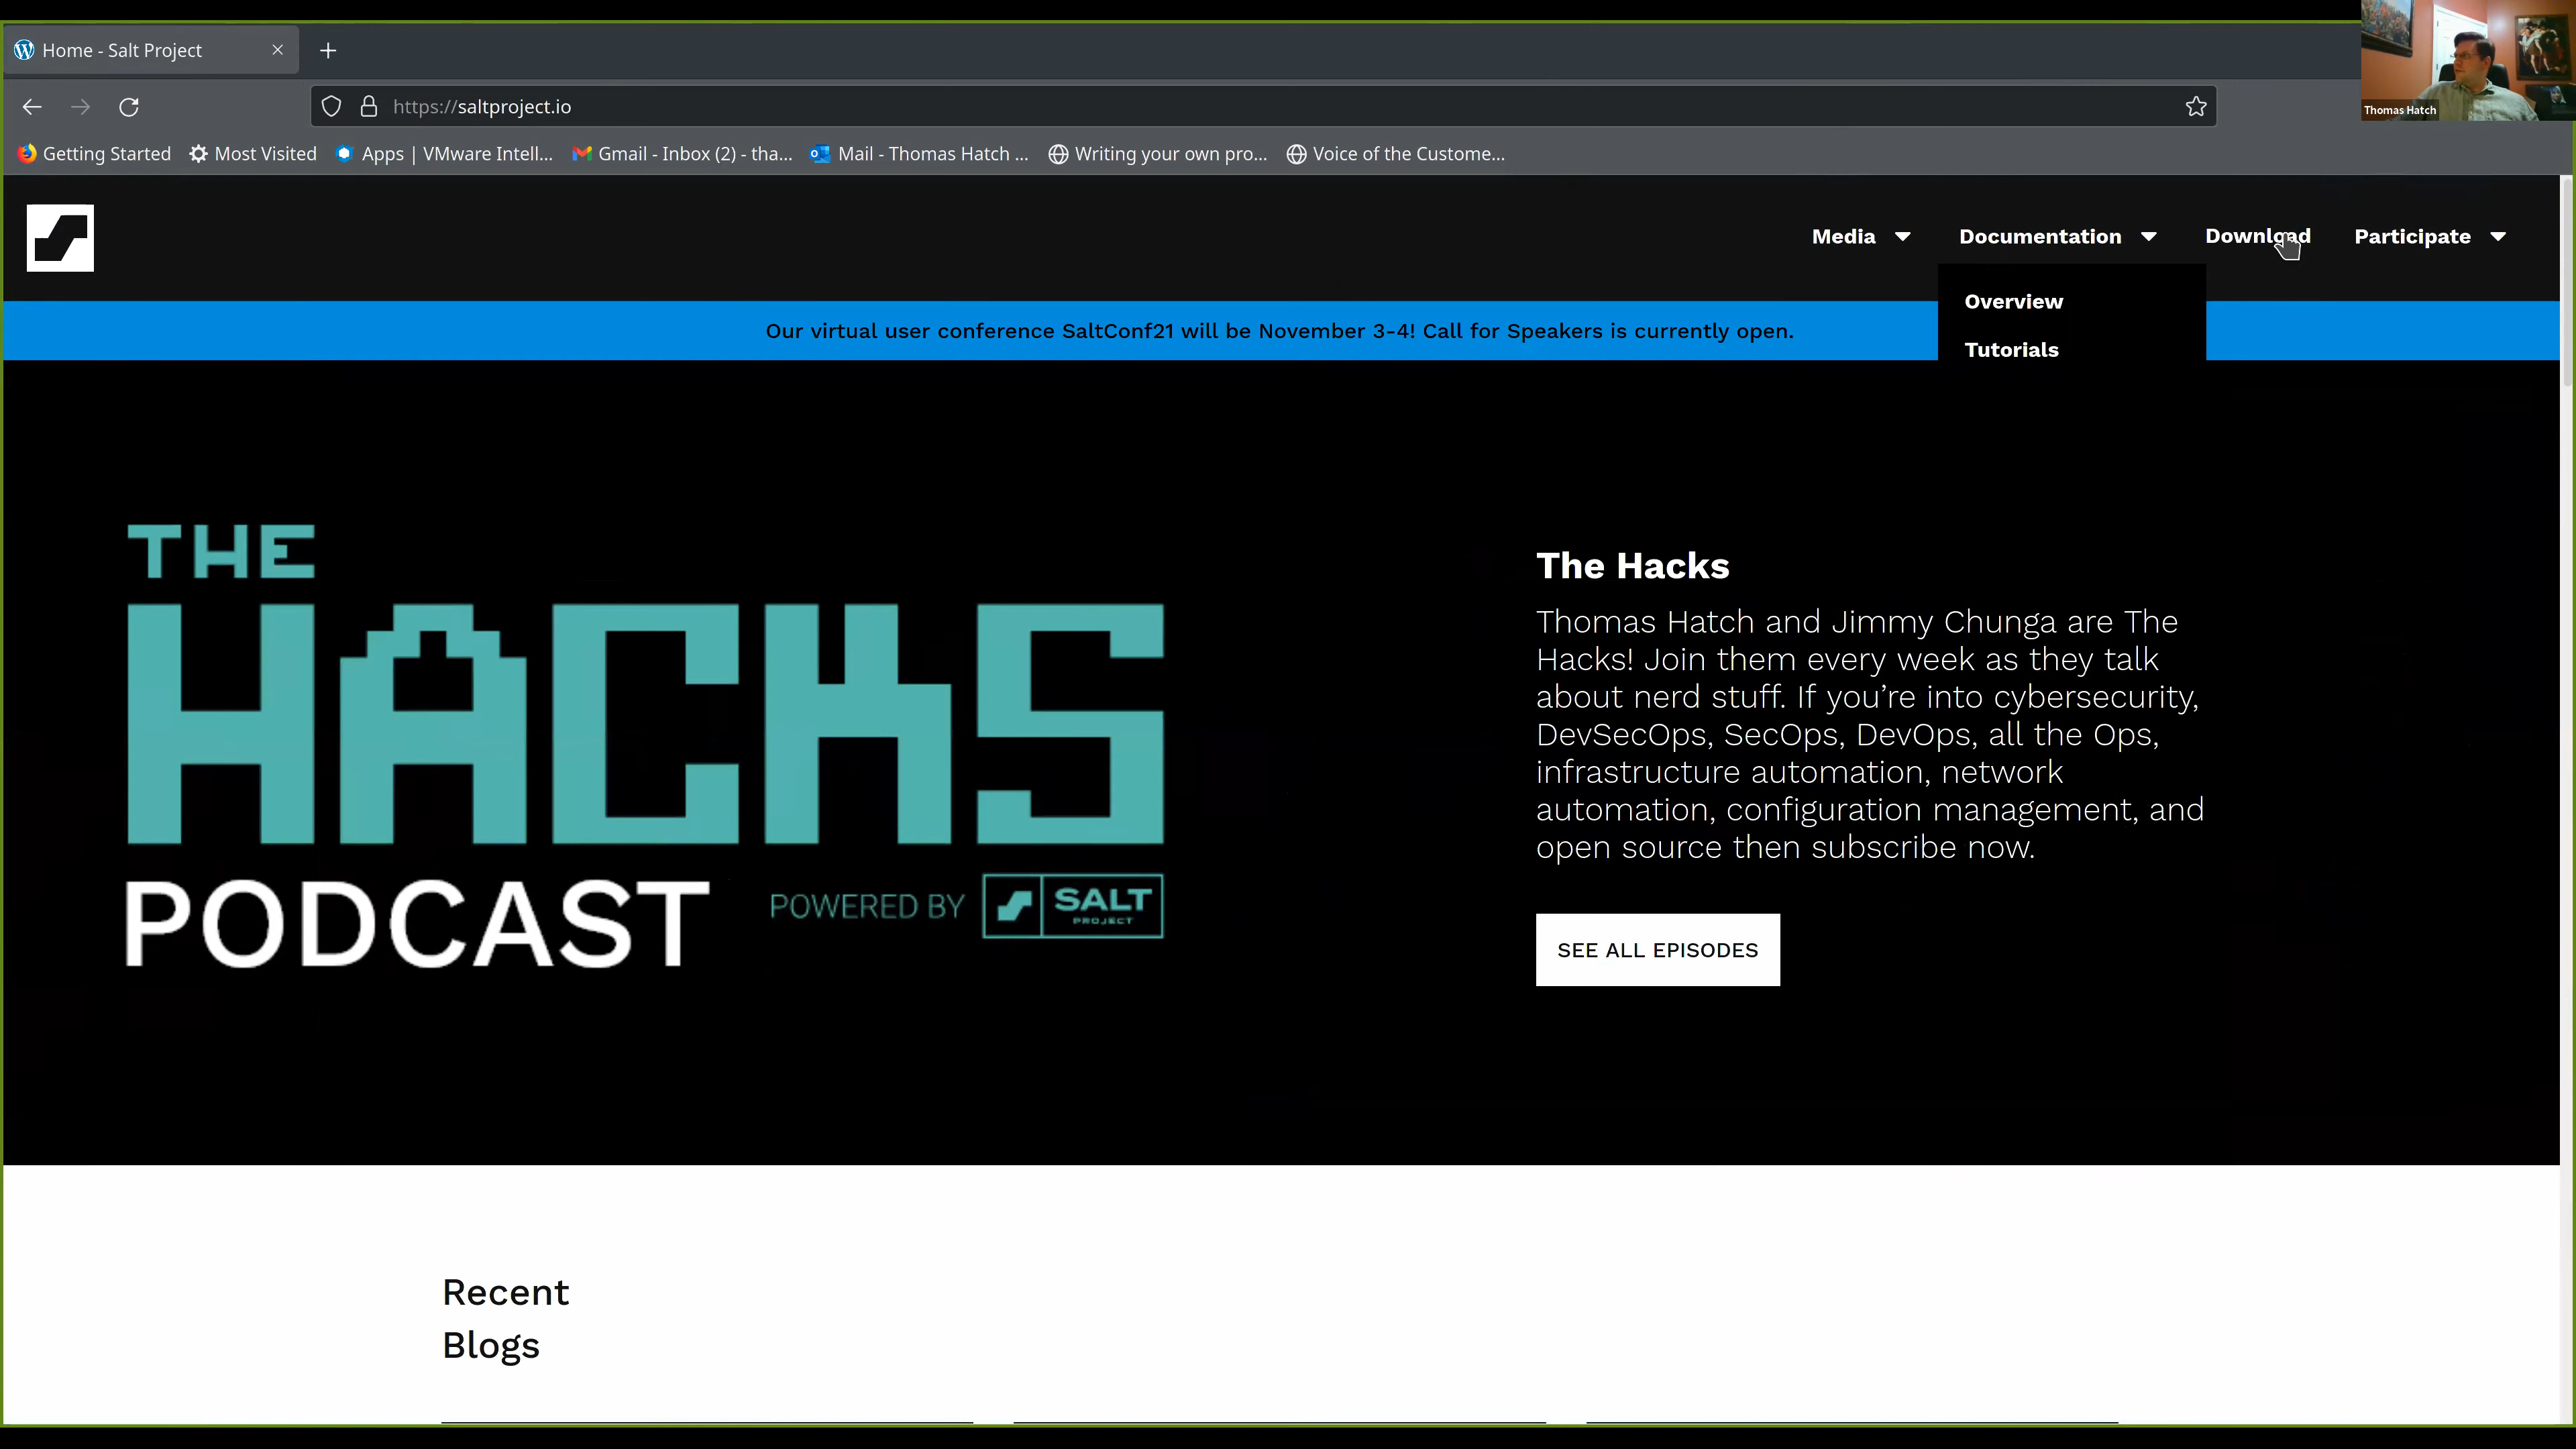 Home - Salt Project
Thomas Hatch
https://saltproject.io
Getting Started
Most Visited
Apps | VMware Intell...
Gmail - Inbox (2) - tha...
Mail - Thomas Hatch ...
Writing your own pro...
Voice of the Custome...
Media
Documentation
Download
Participate
Overview
Tutorials
Our virtual user conference SaltConf21 will be November 3-4! Call for Speakers is currently open.
THE
HACKS
PODCAST
POWERED BY
SALT
PROJECT
The Hacks
Thomas Hatch and Jimmy Chunga are The
Hacks! Join them every week as they talk
about nerd stuff. If you’re into cybersecurity,
DevSecOps, SecOps, DevOps, all the Ops,
infrastructure automation, network
automation, configuration management, and
open source then subscribe now.
SEE ALL EPISODES
Recent
Blogs